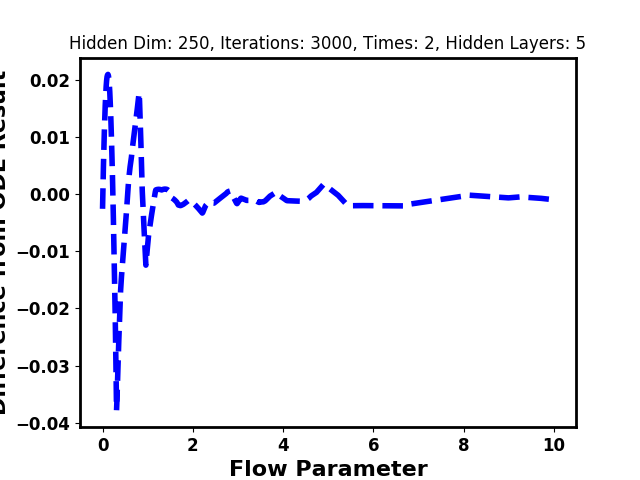 Hidden Dim: 250, Iterations: 3000, Times: 2, Hidden Layers: 5
Difference from ODE Result
0.02
0.01
0.00
−0.01
−0.02
−0.03
−0.04
0 2 4 6 8 10
Flow Parameter